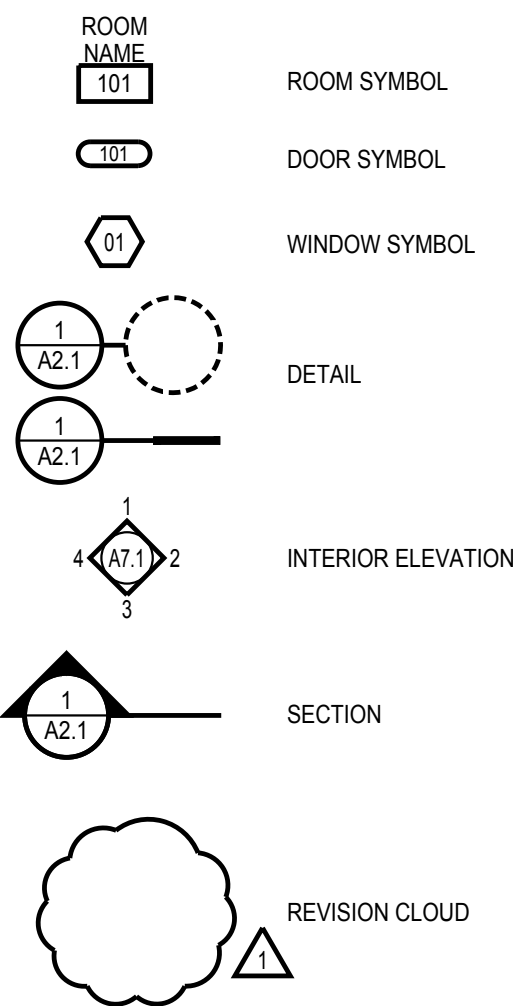 ROOM
NAME
101
ROOM SYMBOL
101
DOOR SYMBOL
01
WINDOW SYMBOL
1
A2.1
DETAIL
1
A2.1
1
4 A7.1 2
3
INTERIOR ELEVATION
1
A2.1
SECTION
REVISION CLOUD
1